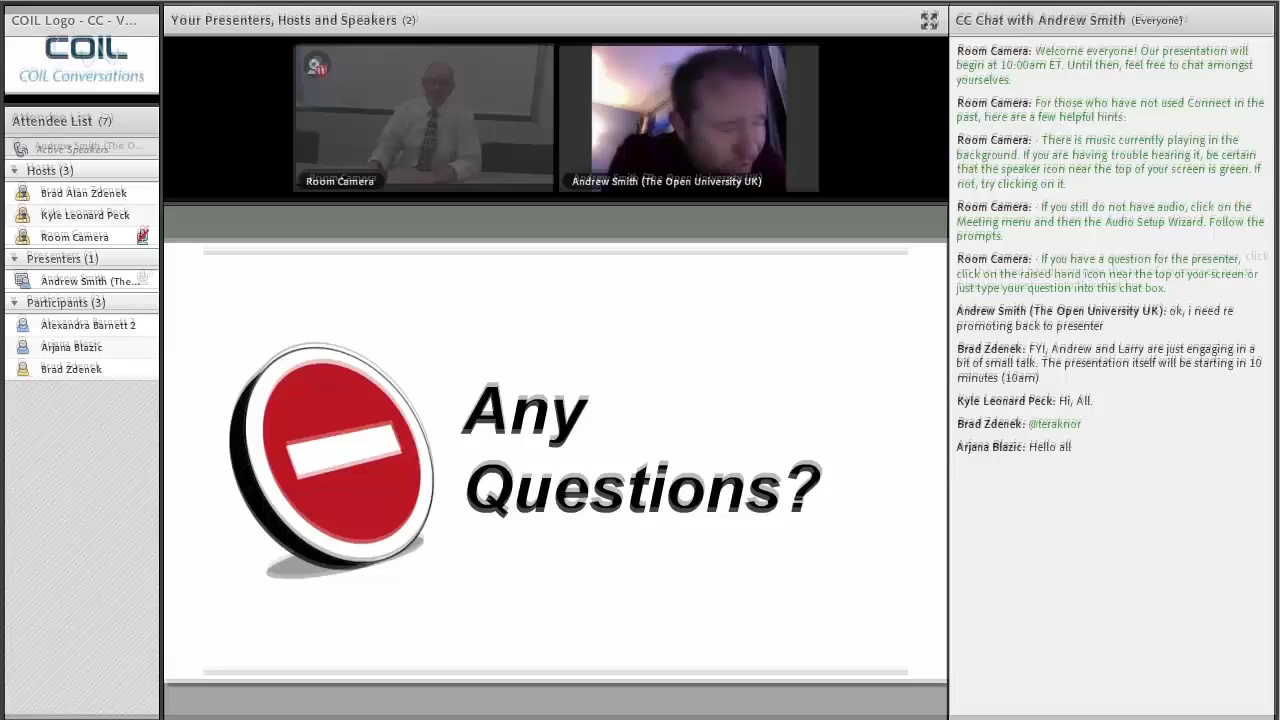 COIL Logo - CC - V...
COIL
COIL Conversations
Attendee List (7)
Active Speakers
Andrew Smith (The O...
Hosts (3)
Brad Alan Zdenek
Kyle Leonard Peck
Room Camera
Presenters (1)
Andrew Smith (The...
Participants (3)
Alexandra Barnett 2
Arjana Blazic
Brad Zdenek
Your Presenters, Hosts and Speakers (2)
Room Camera
Andrew Smith (The Open University UK)
Any
Questions?
CC Chat with Andrew Smith (Everyone)
Room Camera: Welcome everyone! Our presentation will
begin at 10:00am ET. Until then, feel free to chat amongst
yourselves.
Room Camera: For those who have not used Connect in the
past, here are a few helpful hints:
Room Camera: - There is music currently playing in the
background. If you are having trouble hearing it, be certain
that the speaker icon near the top of your screen is green. If
not, try clicking on it.
Room Camera: - If you still do not have audio, click on the
Meeting menu and then the Audio Setup Wizard. Follow the
prompts.
Room Camera: - If you have a question for the presenter,
click on the raised hand icon near the top of your screen or
just type your question into this chat box.
Andrew Smith (The Open University UK): ok, i need re
promoting back to presenter
Brad Zdenek: FYI, Andrew and Larry are just engaging in a
bit of small talk. The presentation itself will be starting in 10
minutes (10am)
Kyle Leonard Peck: Hi, All.
Brad Zdenek: @teraknor
Arjana Blazic: Hello all